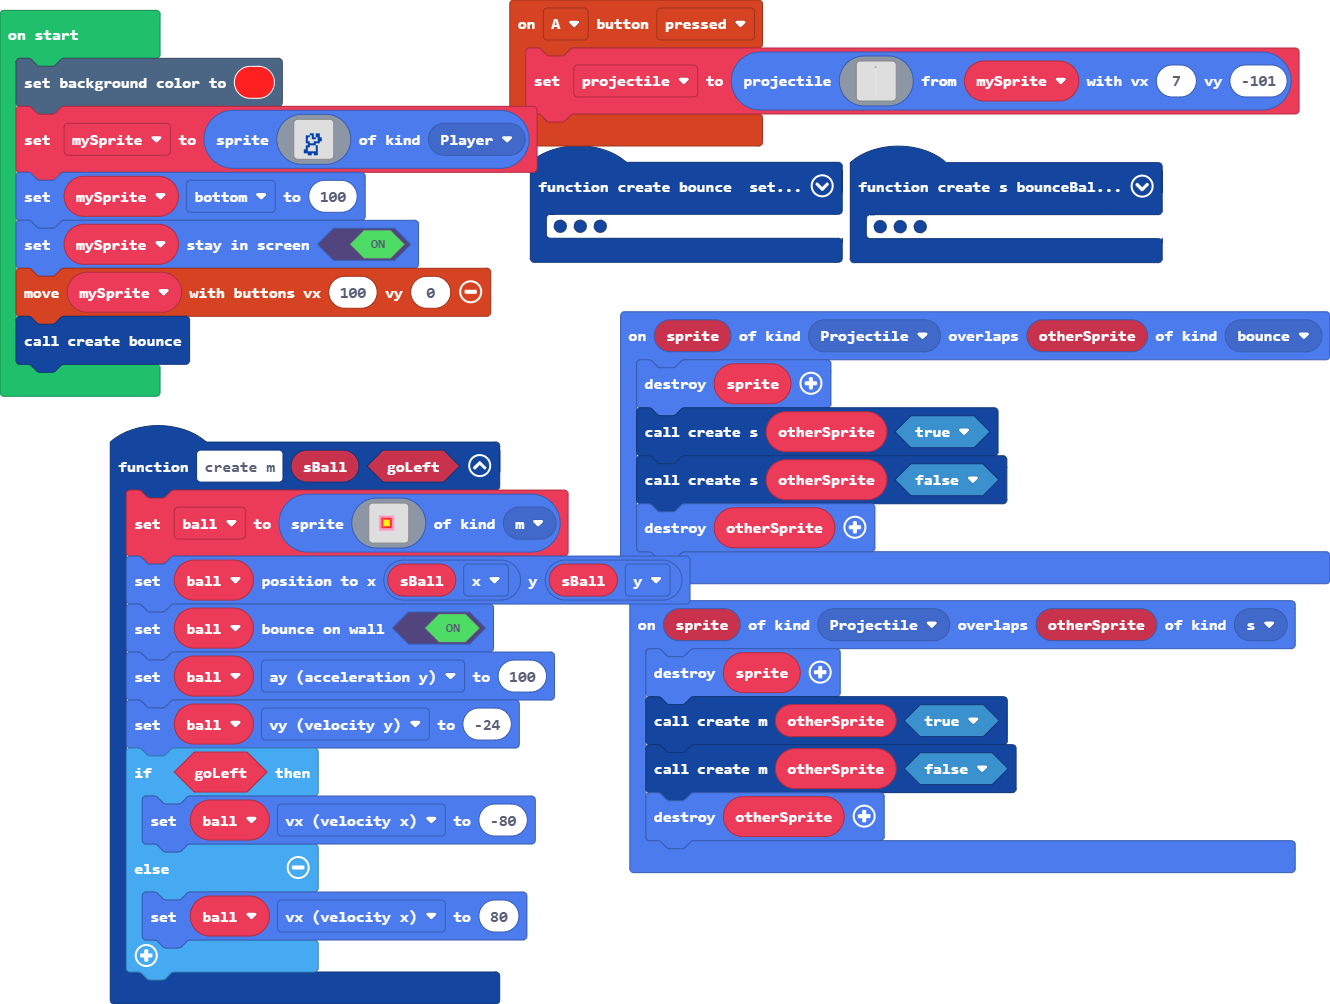 on start
set background color to
set mySprite to sprite of kind Player
set mySprite bottom to 100
set mySprite stay in screen ON
move mySprite with buttons vx 100 vy 0
call create bounce
on A button pressed
set projectile to projectile from mySprite with vx 7 vy -101
function create bounce set...
function create s bounceBal...
on sprite of kind Projectile overlaps otherSprite of kind bounce
destroy sprite
call create s otherSprite true
call create s otherSprite false
destroy otherSprite
function create m sBall goLeft
set ball to sprite of kind m
set ball position to x sBall x y sBall y
set ball bounce on wall ON
set ball ay (acceleration y) to 100
set ball vy (velocity y) to -24
if goLeft then
set ball vx (velocity x) to -80
else
set ball vx (velocity x) to 80
on sprite of kind Projectile overlaps otherSprite of kind s
destroy sprite
call create m otherSprite true
call create m otherSprite false
destroy otherSprite